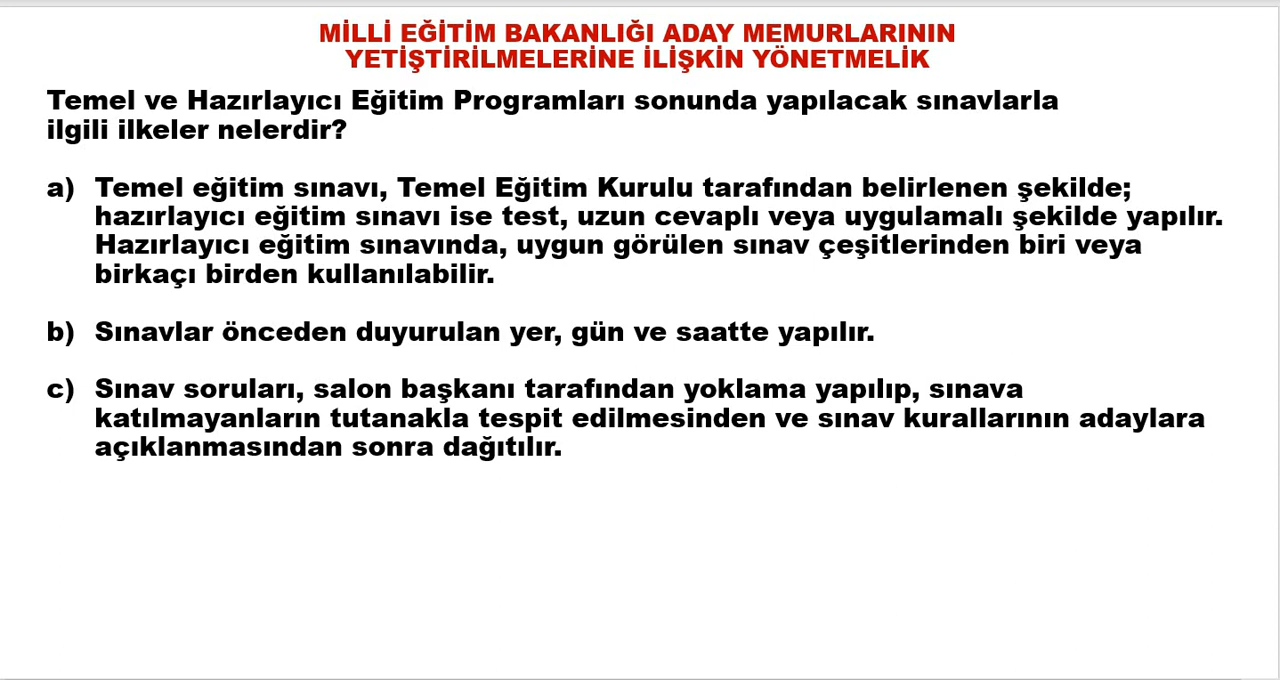 MİLLİ EĞİTİM BAKANLIĞI ADAY MEMURLARININ
YETİŞTİRİLMELERİNE İLİŞKİN YÖNETMELİK
Temel ve Hazırlayıcı Eğitim Programları sonunda yapılacak sınavlarla
ilgili ilkeler nelerdir?
a) Temel eğitim sınavı, Temel Eğitim Kurulu tarafından belirlenen şekilde;
hazırlayıcı eğitim sınavı ise test, uzun cevaplı veya uygulamalı şekilde yapılır.
Hazırlayıcı eğitim sınavında, uygun görülen sınav çeşitlerinden biri veya
birkaçı birden kullanılabilir.
b) Sınavlar önceden duyurulan yer, gün ve saatte yapılır.
c) Sınav soruları, salon başkanı tarafından yoklama yapılıp, sınava
katılmayanların tutanakla tespit edilmesinden ve sınav kurallarının adaylara
açıklanmasından sonra dağıtılır.